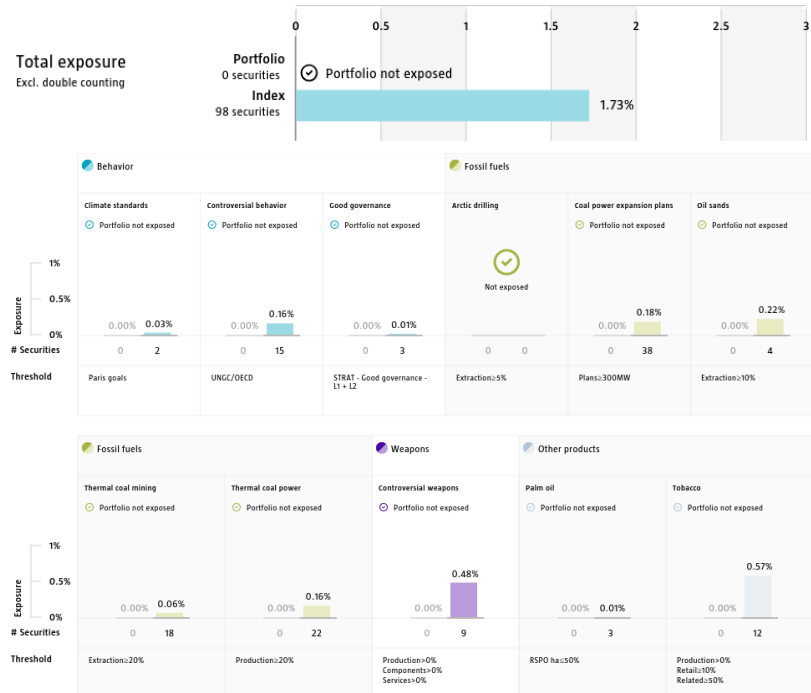 0 0.5 1 1.5 2 2.5 3
Total exposure
Excl. double counting
Portfolio
0 securities
Portfolio not exposed
Index
98 securities
1.73%
Behavior
Fossil fuels
Climate standards
Controversial behavior
Good governance
Arctic drilling
Coal power expansion plans
Oil sands
Portfolio not exposed
Portfolio not exposed
Portfolio not exposed
Not exposed
Portfolio not exposed
Portfolio not exposed
Exposure
1%
0.5%
0%
0.00% 0.03%
0.00% 0.16%
0.00% 0.01%
0.00% 0.18%
0.00% 0.22%
# Securities
0 2
0 15
0 3
0 0
0 38
0 4
Threshold
Paris goals
UNGC/OECD
STRAT - Good governance -
L1 + L2
Extraction≥5%
Plans≥300MW
Extraction≥10%
Fossil fuels
Weapons
Other products
Thermal coal mining
Thermal coal power
Controversial weapons
Palm oil
Tobacco
Portfolio not exposed
Portfolio not exposed
Portfolio not exposed
Portfolio not exposed
Portfolio not exposed
Exposure
1%
0.5%
0%
0.00% 0.06%
0.00% 0.16%
0.00% 0.48%
0.00% 0.01%
0.00% 0.57%
# Securities
0 18
0 22
0 9
0 3
0 12
Threshold
Extraction≥20%
Production≥20%
Production>0%
Components>0%
Services>0%
RSPO ha≤50%
Production>0%
Retail≥10%
Related≥50%